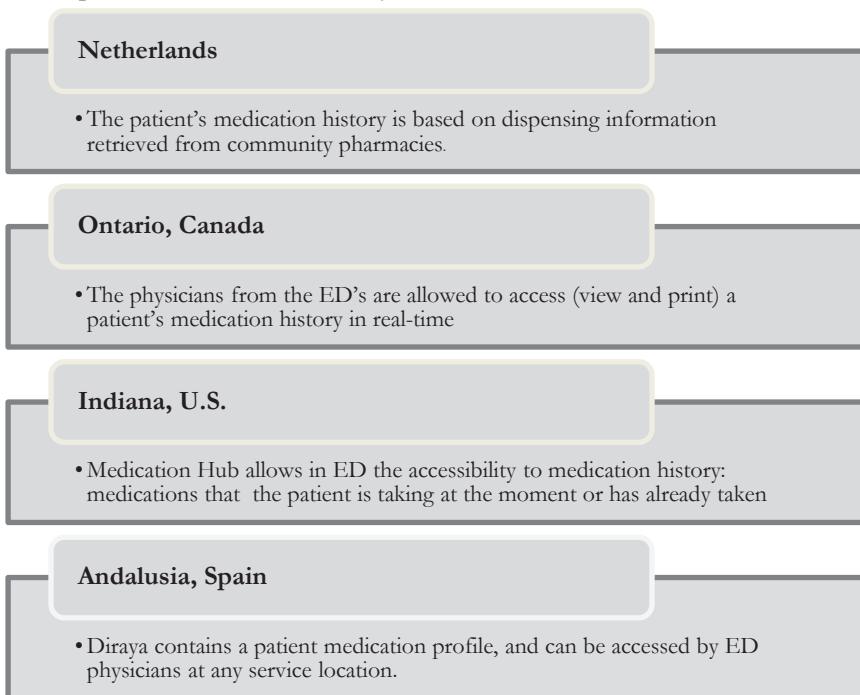 Netherlands
• The patient’s medication history is based on dispensing information
retrieved from community pharmacies.
Ontario, Canada
• The physicians from the ED’s are allowed to access (view and print) a
patient’s medication history in real-time
Indiana, U.S.
• Medication Hub allows in ED the accessibility to medication history:
medications that the patient is taking at the moment or has already taken
Andalusia, Spain
• Diraya contains a patient medication profile, and can be accessed by ED
physicians at any service location.